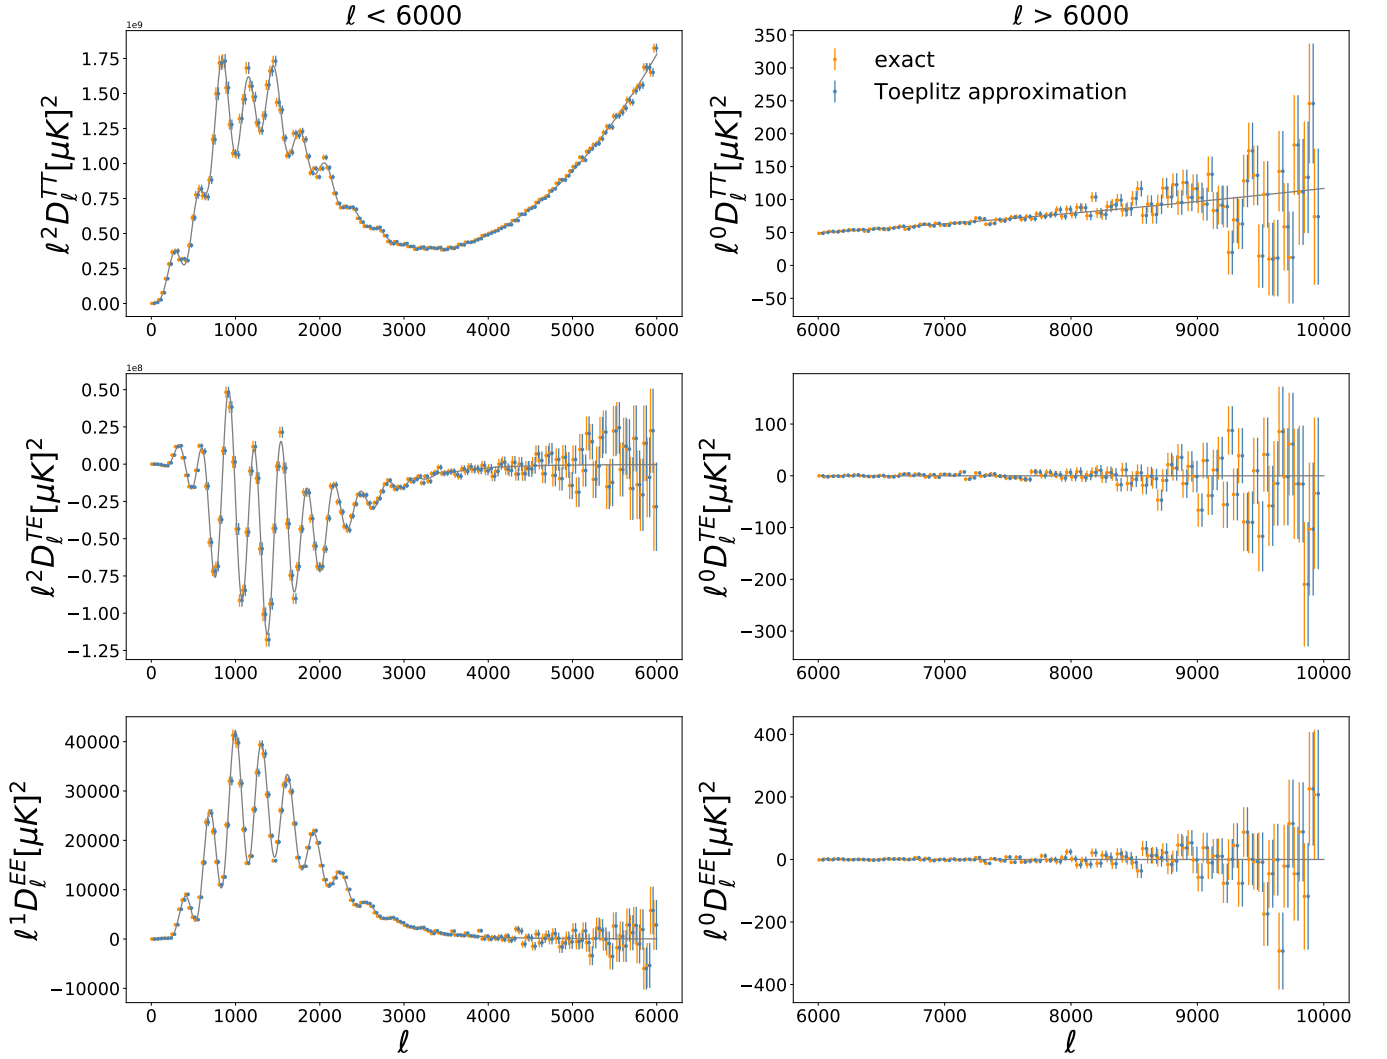 ℓ < 6000
ℓ > 6000
1e9
ℓ²D_ℓ^{TT}[μK]²
1.75
1.50
1.25
1.00
0.75
0.50
0.25
0.00
0 1000 2000 3000 4000 5000 6000
ℓ⁰D_ℓ^{TT}[μK]²
350
300
250
200
150
100
50
0
−50
6000 7000 8000 9000 10000
exact
Toeplitz approximation
1e8
ℓ²D_ℓ^{TE}[μK]²
0.50
0.25
0.00
−0.25
−0.50
−0.75
−1.00
−1.25
0 1000 2000 3000 4000 5000 6000
ℓ⁰D_ℓ^{TE}[μK]²
100
0
−100
−200
−300
6000 7000 8000 9000 10000
ℓ¹D_ℓ^{EE}[μK]²
40000
30000
20000
10000
0
−10000
0 1000 2000 3000 4000 5000 6000
ℓ
ℓ⁰D_ℓ^{EE}[μK]²
400
200
0
−200
−400
6000 7000 8000 9000 10000
ℓ